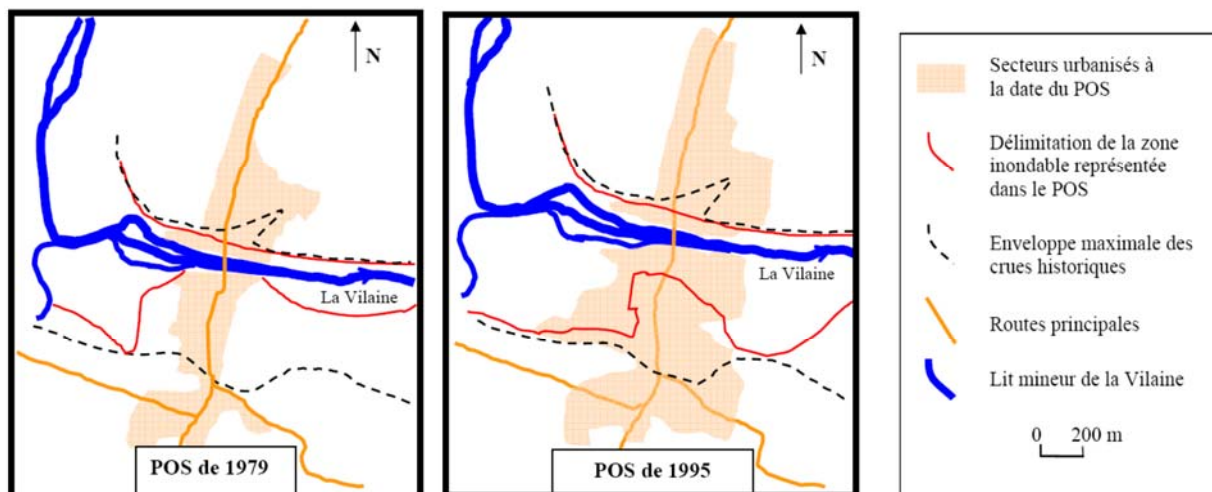 N
La Vilaine
POS de 1979
N
La Vilaine
POS de 1995
Secteurs urbanisés à
la date du POS
Délimitation de la zone
inondable représentée
dans le POS
Enveloppe maximale des
crues historiques
Routes principales
Lit mineur de la Vilaine
0 200 m